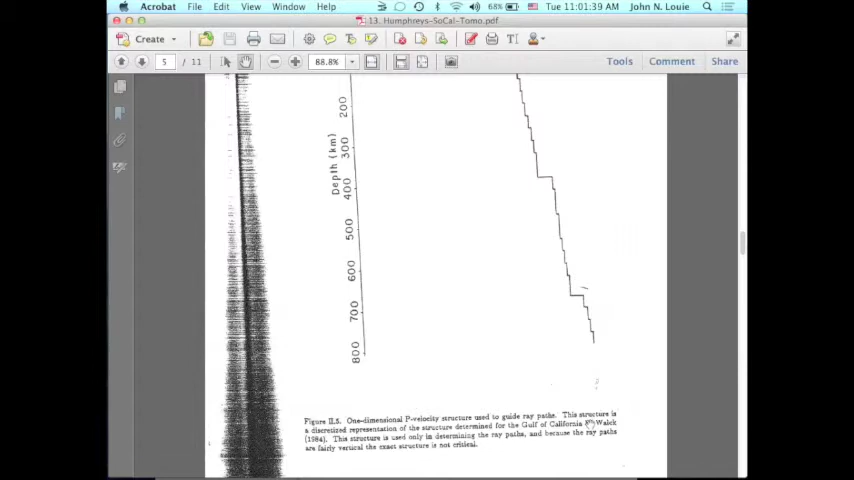 Acrobat File Edit View Window Help 68% Tue 11:01:39 AM John N. Louie
13. Humphreys-SoCal-Tomo.pdf
Create
5 / 11 88.8% Tools Comment Share
200
300
400
500
600
700
800
Depth (km)
Figure II.5. One-dimensional P-velocity structure used to guide ray paths. This structure is
a discretized representation of the structure determined for the Gulf of California Walck
(1984). This structure is used only in determining the ray paths, and because the ray paths
are fairly vertical the exact structure is not critical.